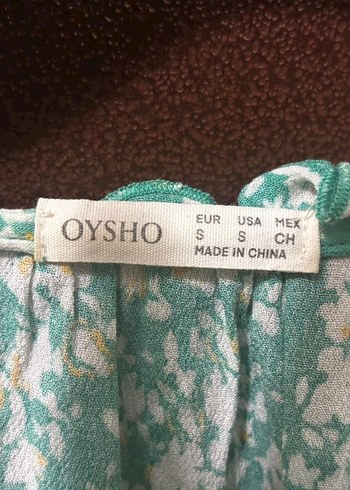 OYSHO
EUR USA MEX
S S CH
MADE IN CHINA